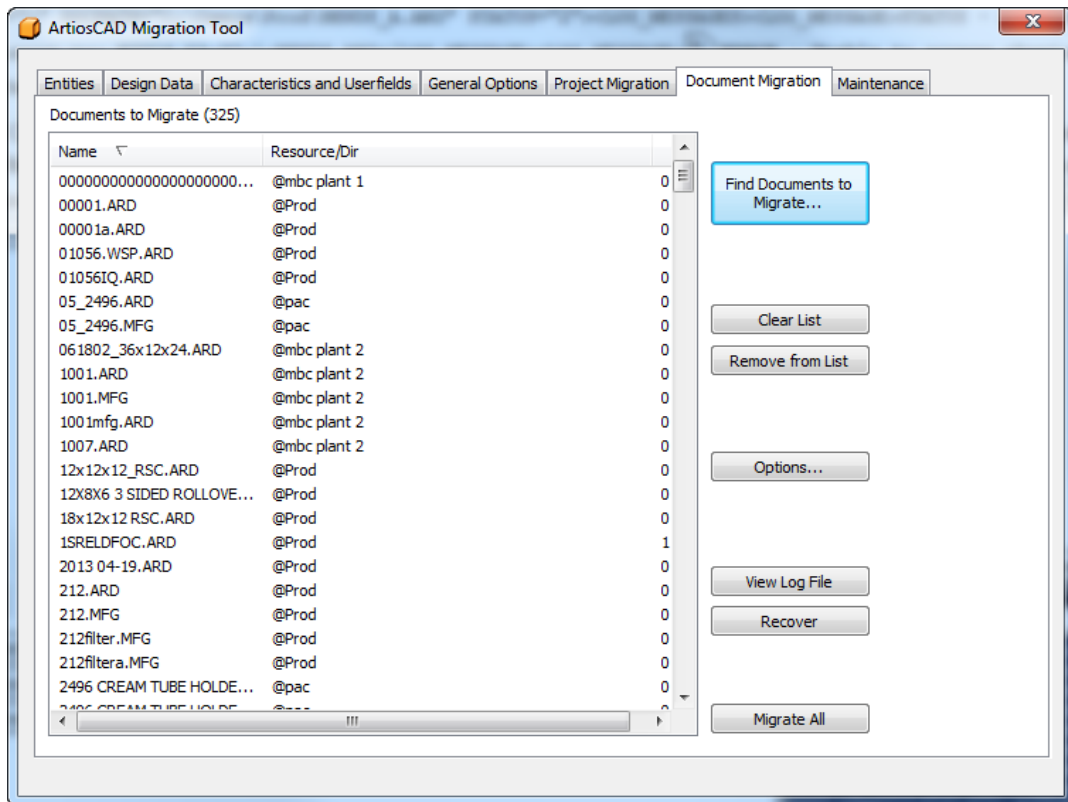 ArtiosCAD Migration Tool
Entities Design Data Characteristics and Userfields General Options Project Migration Document Migration Maintenance
Documents to Migrate (325)
Name Resource/Dir
000000000000000000000... @mbc plant 1 0
00001.ARD @Prod 0
00001a.ARD @Prod 0
01056.WSP.ARD @Prod 0
01056IQ.ARD @Prod 0
05_2496.ARD @pac 0
05_2496.MFG @pac 0
061802_36x12x24.ARD @mbc plant 2 0
1001.ARD @mbc plant 2 0
1001.MFG @mbc plant 2 0
1001mfg.ARD @mbc plant 2 0
1007.ARD @mbc plant 2 0
12x12x12_RSC.ARD @Prod 0
12X8X6 3 SIDED ROLLOVE... @Prod 0
18x12x12 RSC.ARD @Prod 0
1SRELDFOC.ARD @Prod 1
2013 04-19.ARD @Prod 0
212.ARD @Prod 0
212.MFG @Prod 0
212filter.MFG @Prod 0
212filtera.MFG @Prod 0
2496 CREAM TUBE HOLDE... @pac 0
Find Documents to
Migrate...
Clear List
Remove from List
Options...
View Log File
Recover
Migrate All